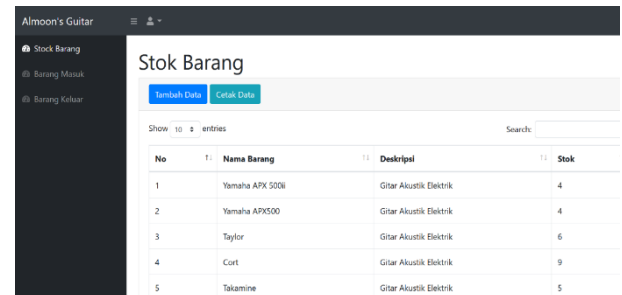 Almoon's Guitar
Stock Barang
Barang Masuk
Barang Keluar
Stok Barang
Tambah Data Cetak Data
Show 10 entries Search:
No Nama Barang Deskripsi Stok
1 Yamaha APX 500ii Gitar Akustik Elektrik 4
2 Yamaha APX500 Gitar Akustik Elektrik 4
3 Taylor Gitar Akustik Elektrik 6
4 Cort Gitar Akustik Elektrik 9
5 Takamine Gitar Akustik Elektrik 5